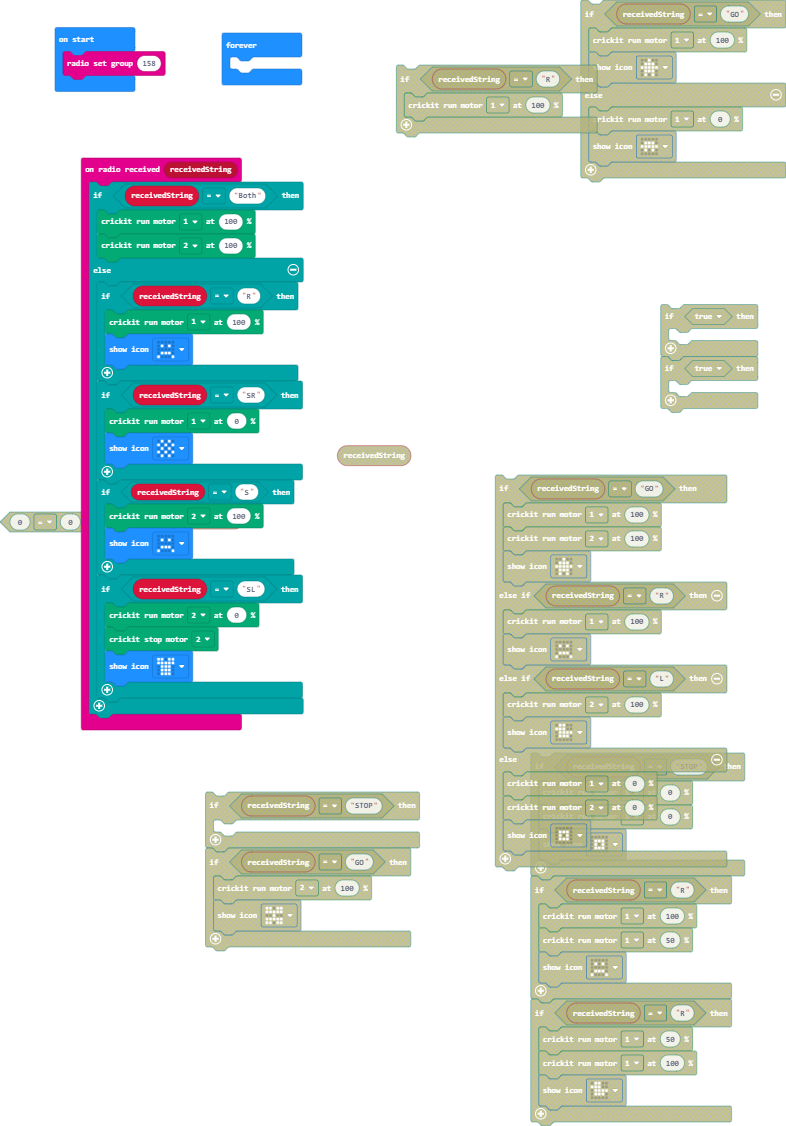 on start
radio set group 158
forever
if receivedString = "GO" then
crickit run motor 1 at 100 %
show icon
else
crickit run motor 1 at 0 %
show icon
if receivedString = "R" then
crickit run motor 1 at 100 %
on radio received receivedString
if receivedString = "Both" then
crickit run motor 1 at 100 %
crickit run motor 2 at 100 %
else
if receivedString = "R" then
crickit run motor 1 at 100 %
show icon
if receivedString = "SR" then
crickit run motor 1 at 0 %
show icon
if receivedString = "S" then
crickit run motor 2 at 100 %
show icon
if receivedString = "SL" then
crickit run motor 2 at 0 %
crickit stop motor 2
show icon
0 = 0
receivedString
if true then
if true then
if receivedString = "GO" then
crickit run motor 1 at 100 %
crickit run motor 2 at 100 %
show icon
else if receivedString = "R" then
crickit run motor 1 at 100 %
show icon
else if receivedString = "L" then
crickit run motor 2 at 100 %
show icon
else
crickit run motor 1 at 0 %
crickit run motor 2 at 0 %
show icon
if receivedString = "STOP" then
0 %
0 %
if receivedString = "R" then
crickit run motor 1 at 100 %
crickit run motor 1 at 50 %
show icon
if receivedString = "R" then
crickit run motor 1 at 50 %
crickit run motor 1 at 100 %
show icon
if receivedString = "STOP" then
if receivedString = "GO" then
crickit run motor 2 at 100 %
show icon